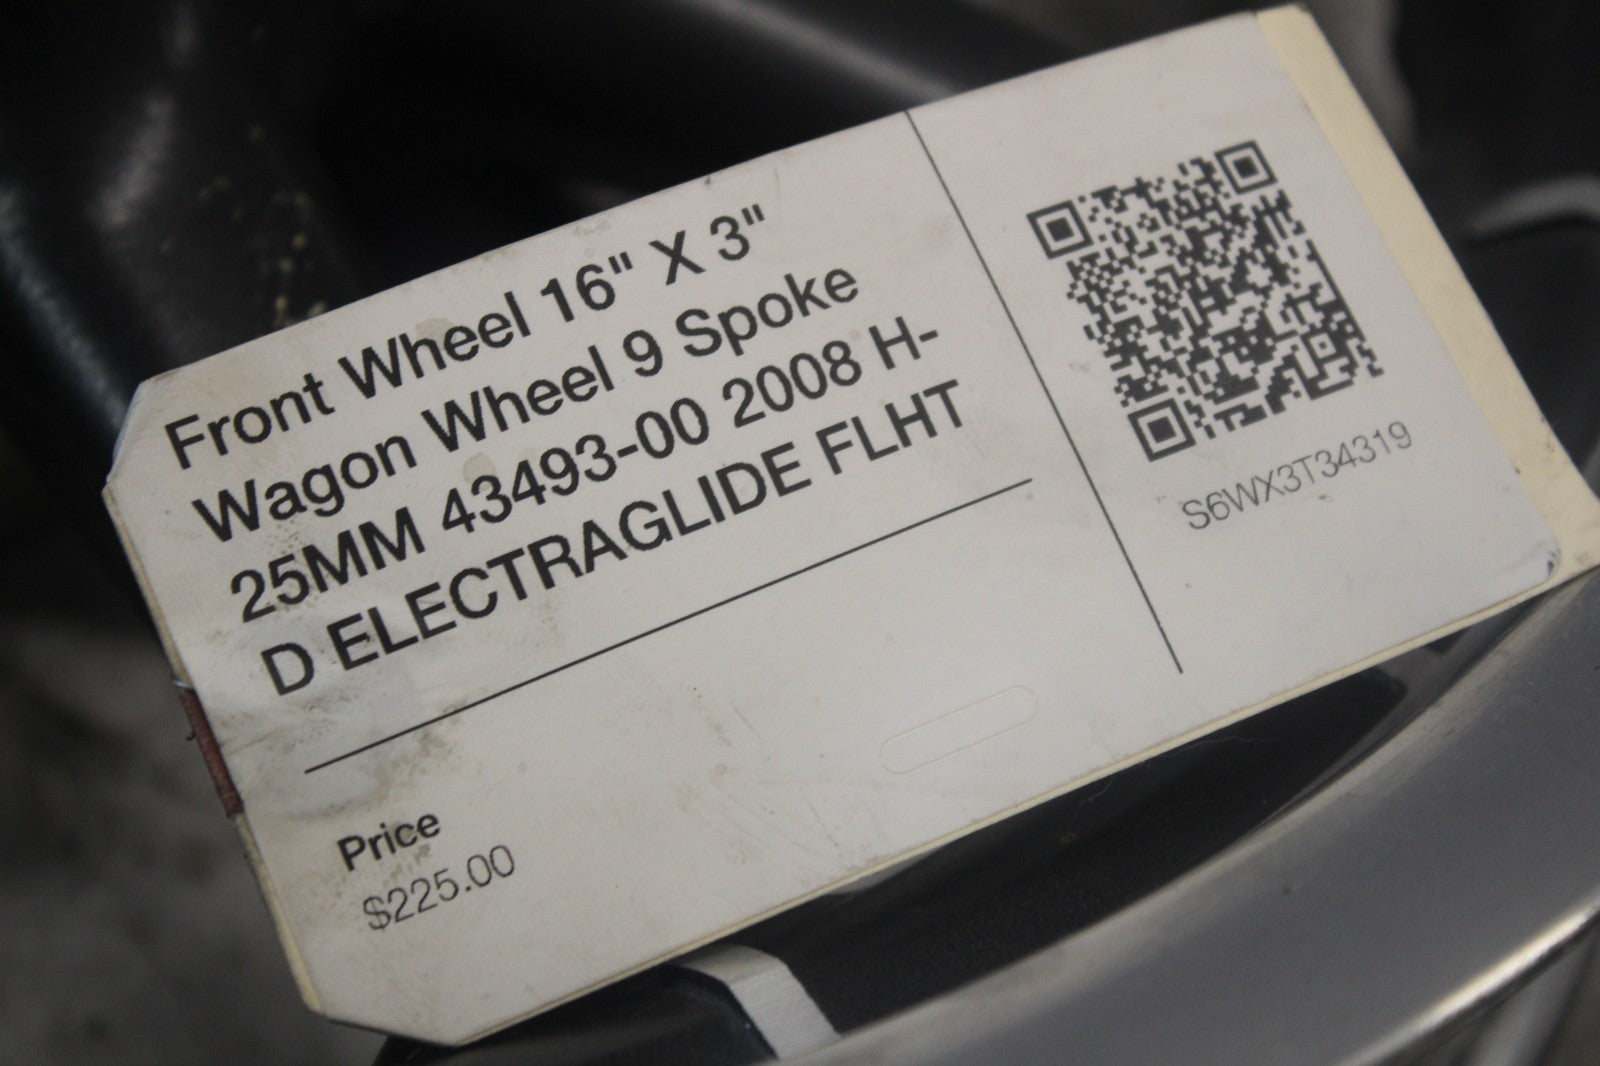 Front Wheel 16" X 3"
Wagon Wheel 9 Spoke
25MM 43493-00 2008 H-
D ELECTRAGLIDE FLHT
Price
$225.00
S6WX3T34319